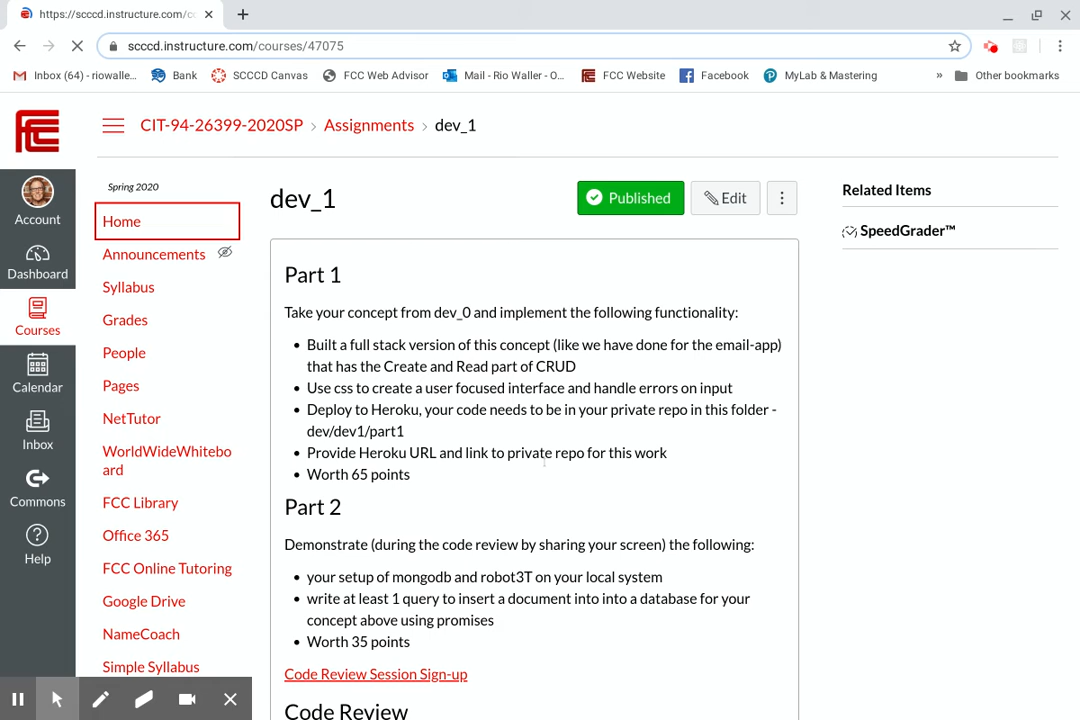 https://scccd.instructure.com/c
scccd.instructure.com/courses/47075
Inbox (64) - riowalle...
Bank
SCCCD Canvas
FCC Web Advisor
Mail - Rio Waller - O...
FCC Website
Facebook
MyLab & Mastering
»
Other bookmarks
FCC
CIT-94-26399-2020SP › Assignments › dev_1
Account
Dashboard
Courses
Calendar
Inbox
Commons
Help
Spring 2020
Home
Announcements
Syllabus
Grades
People
Pages
NetTutor
WorldWideWhitebo
ard
FCC Library
Office 365
FCC Online Tutoring
Google Drive
NameCoach
Simple Syllabus
dev_1
Published
Edit
Part 1
Take your concept from dev_0 and implement the following functionality:
• Built a full stack version of this concept (like we have done for the email-app)
that has the Create and Read part of CRUD
• Use css to create a user focused interface and handle errors on input
• Deploy to Heroku, your code needs to be in your private repo in this folder -
dev/dev1/part1
• Provide Heroku URL and link to private repo for this work
• Worth 65 points
Part 2
Demonstrate (during the code review by sharing your screen) the following:
• your setup of mongodb and robot3T on your local system
• write at least 1 query to insert a document into into a database for your
concept above using promises
• Worth 35 points
Code Review Session Sign-up
Code Review
Related Items
SpeedGrader™